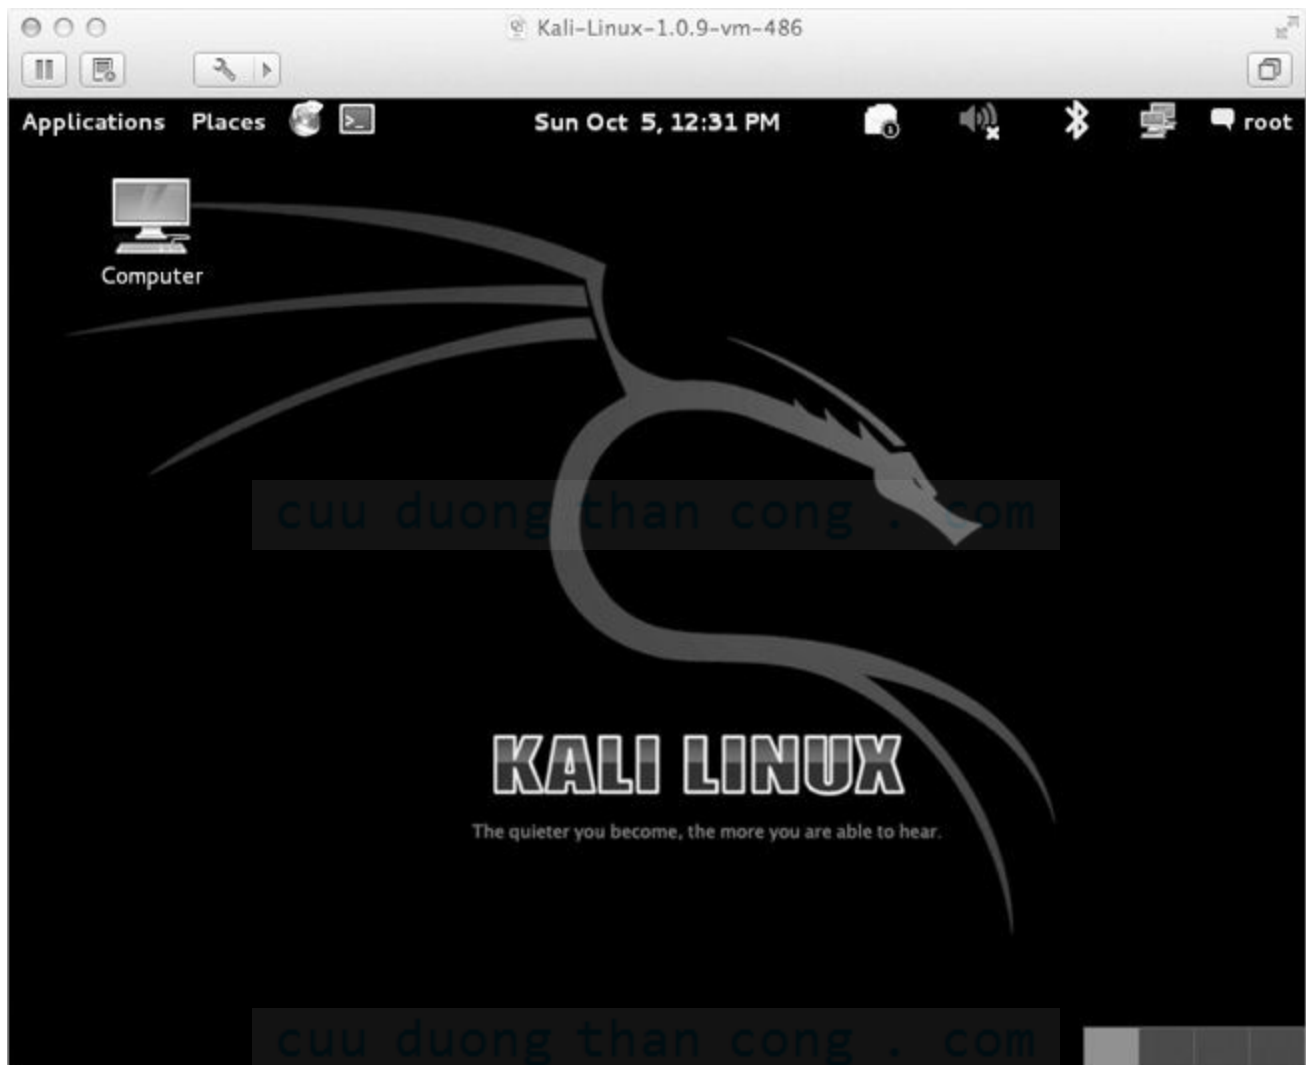 Kali-Linux-1.0.9-vm-486
Applications Places Sun Oct 5, 12:31 PM root
Computer
cuu duong than cong . com
KALI LINUX
The quieter you become, the more you are able to hear.
cuu duong than cong . com